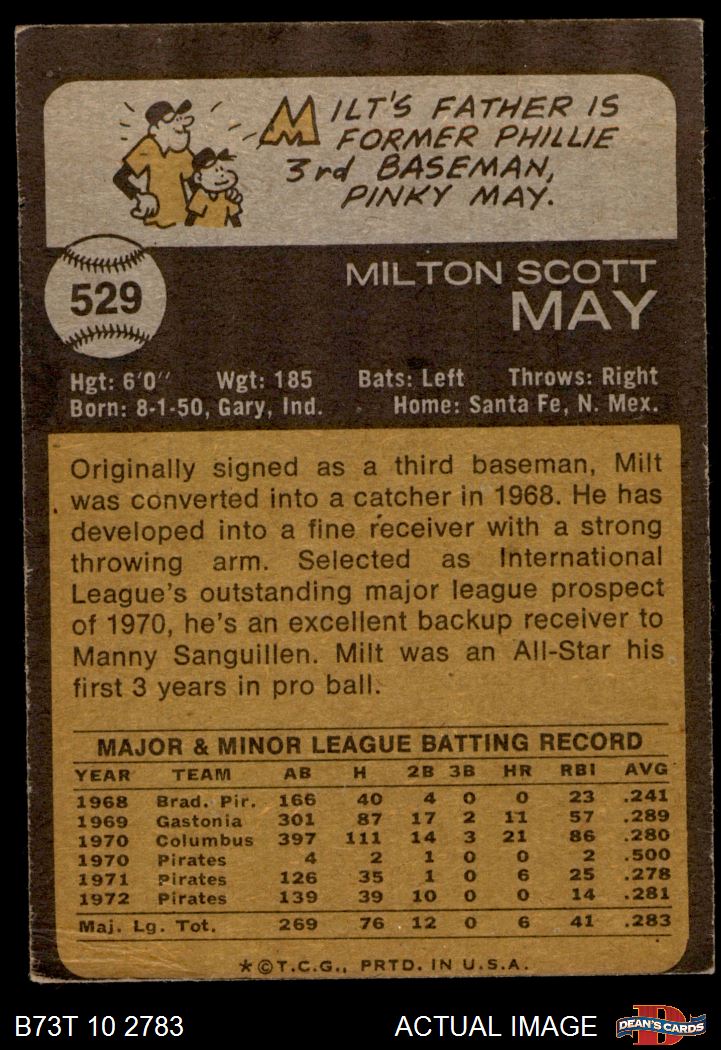 MILT'S FATHER IS
FORMER PHILLIE
3rd BASEMAN,
PINKY MAY.
529
MILTON SCOTT
MAY
Hgt: 6'0" Wgt: 185 Bats: Left Throws: Right
Born: 8-1-50, Gary, Ind. Home: Santa Fe, N. Mex.
Originally signed as a third baseman, Milt
was converted into a catcher in 1968. He has
developed into a fine receiver with a strong
throwing arm. Selected as International
League's outstanding major league prospect
of 1970, he's an excellent backup receiver to
Manny Sanguillen. Milt was an All-Star his
first 3 years in pro ball.
MAJOR & MINOR LEAGUE BATTING RECORD
YEAR TEAM AB H 2B 3B HR RBI AVG
1968 Brad. Pir. 166 40 4 0 0 23 .241
1969 Gastonia 301 87 17 2 11 57 .289
1970 Columbus 397 111 14 3 21 86 .280
1970 Pirates 4 2 1 0 0 2 .500
1971 Pirates 126 35 1 0 6 25 .278
1972 Pirates 139 39 10 0 0 14 .281
Maj. Lg. Tot. 269 76 12 0 6 41 .283
*©T.C.G., PRTD. IN U.S.A.
B73T 10 2783 ACTUAL IMAGE
D
DEAN'S CARDS